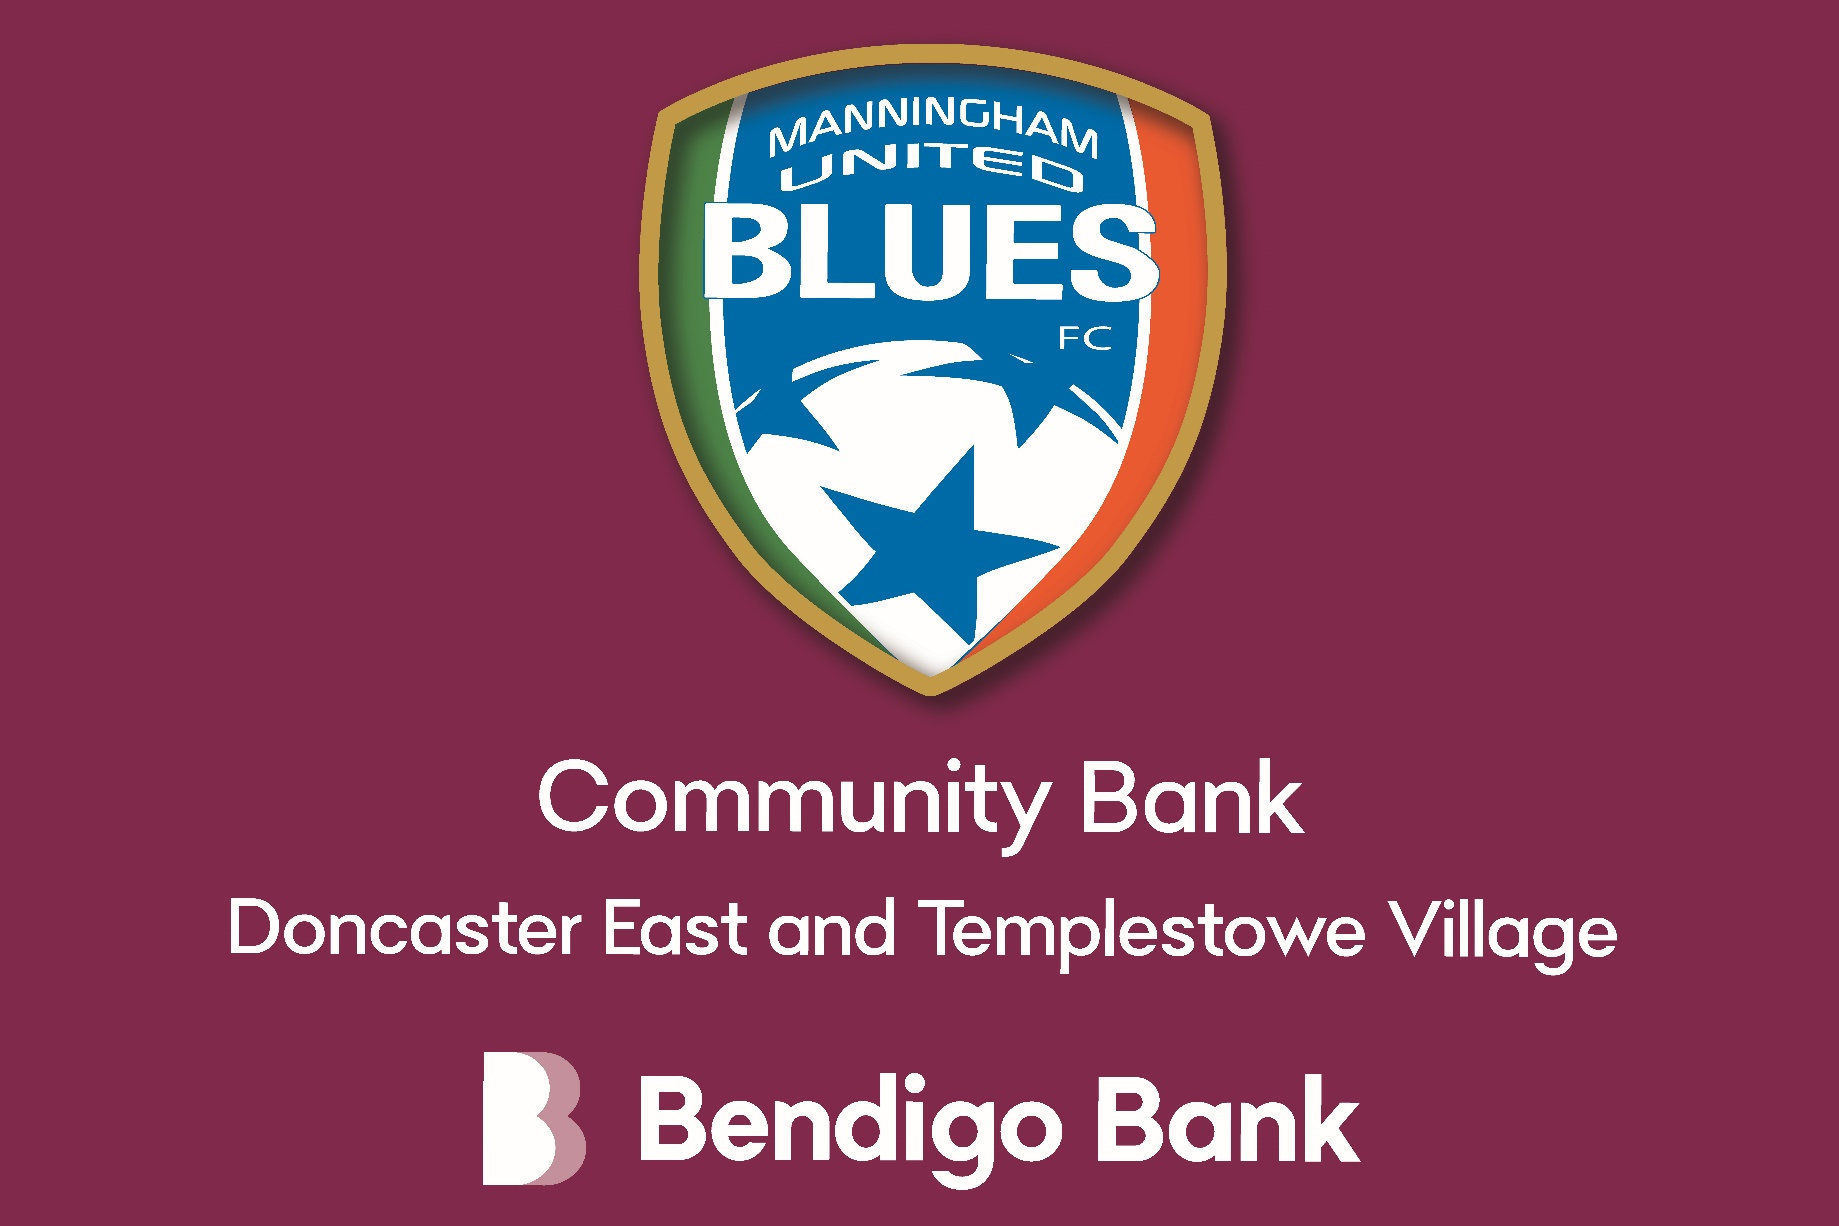 MANNINGHAM
UNITED
BLUES
FC
Community Bank
Doncaster East and Templestowe Village
B Bendigo Bank